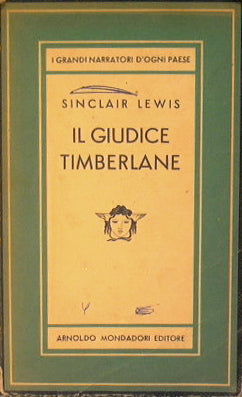 I GRANDI NARRATORI D'OGNI PAESE
SINCLAIR LEWIS
IL GIUDICE
TIMBERLANE
ARNOLDO MONDADORI EDITORE